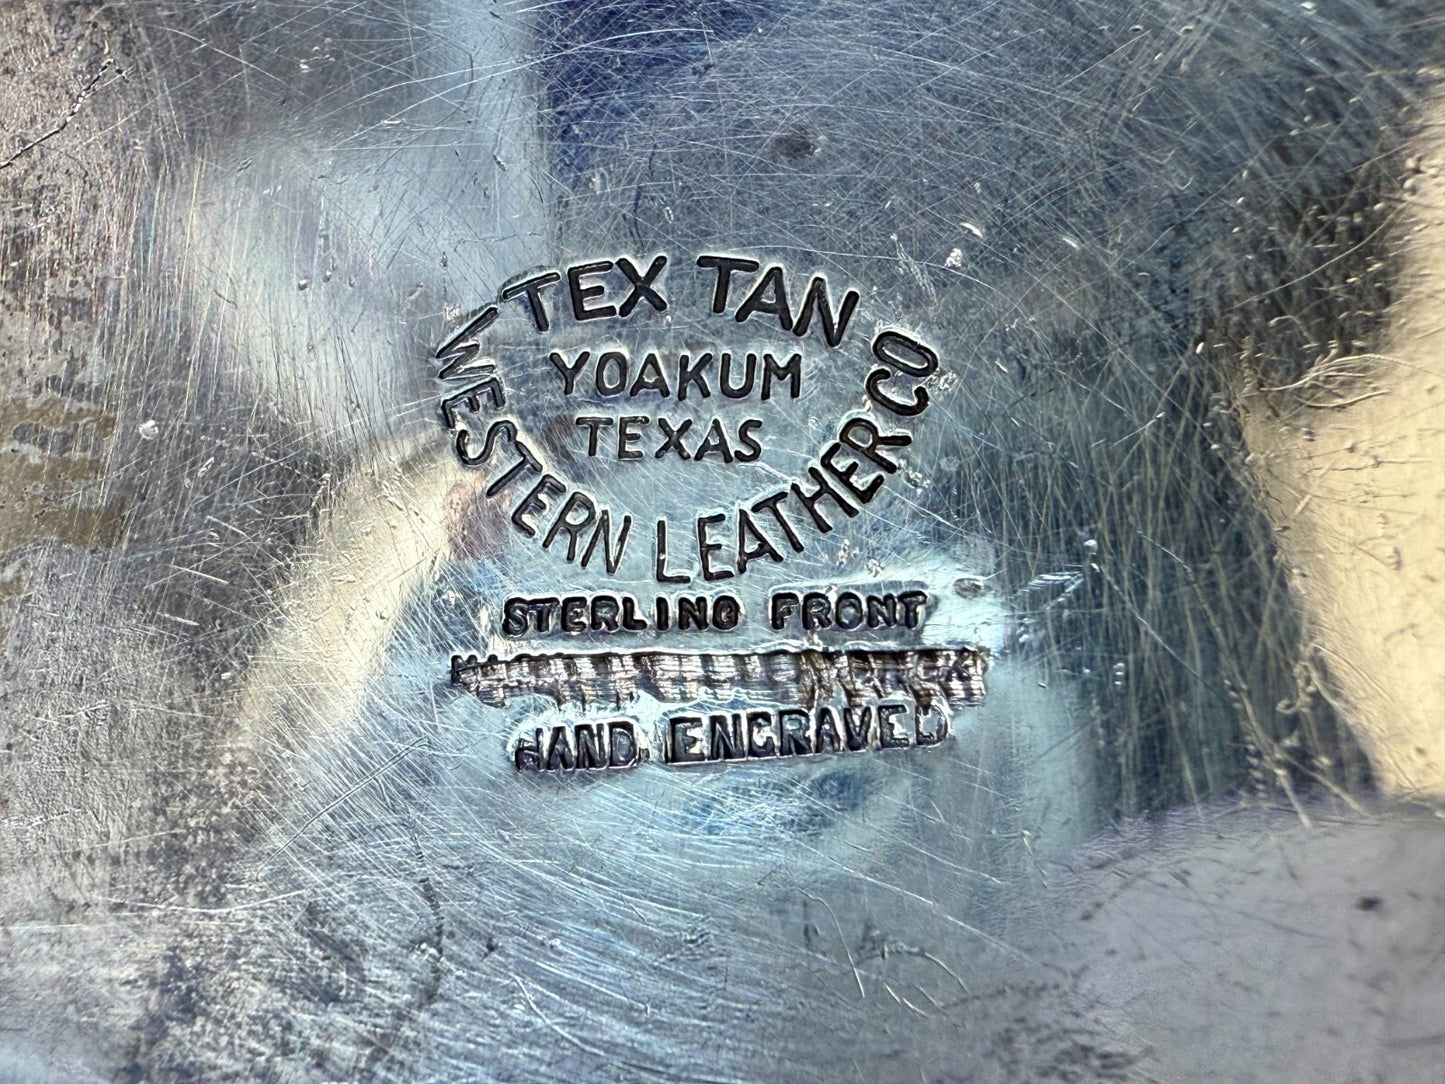 TEX TAN
WESTERN LEATHER CO
YOAKUM
TEXAS
STERLING FRONT
HAND ENGRAVED